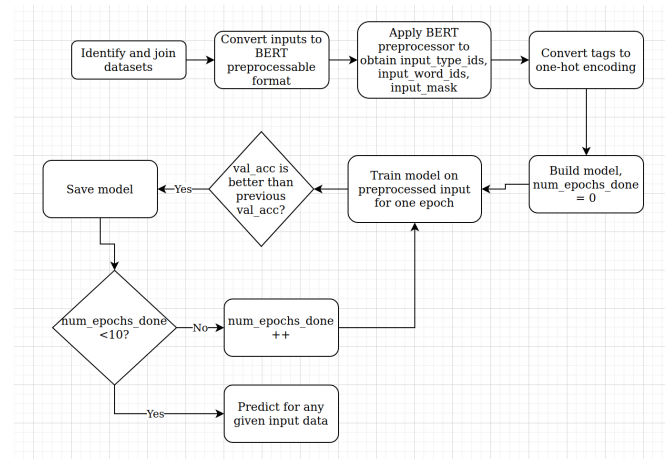 Identify and join
datasets
Convert inputs to
BERT
preprocessable
format
Apply BERT
preprocessor to
obtain input_type_ids,
input_word_ids,
input_mask
Convert tags to
one-hot encoding
Save model
Yes
val_acc is
better than
previous
val_acc?
Train model on
preprocessed input
for one epoch
Build model,
num_epochs_done
= 0
num_epochs_done
<10?
No
num_epochs_done
++
Yes
Predict for any
given input data